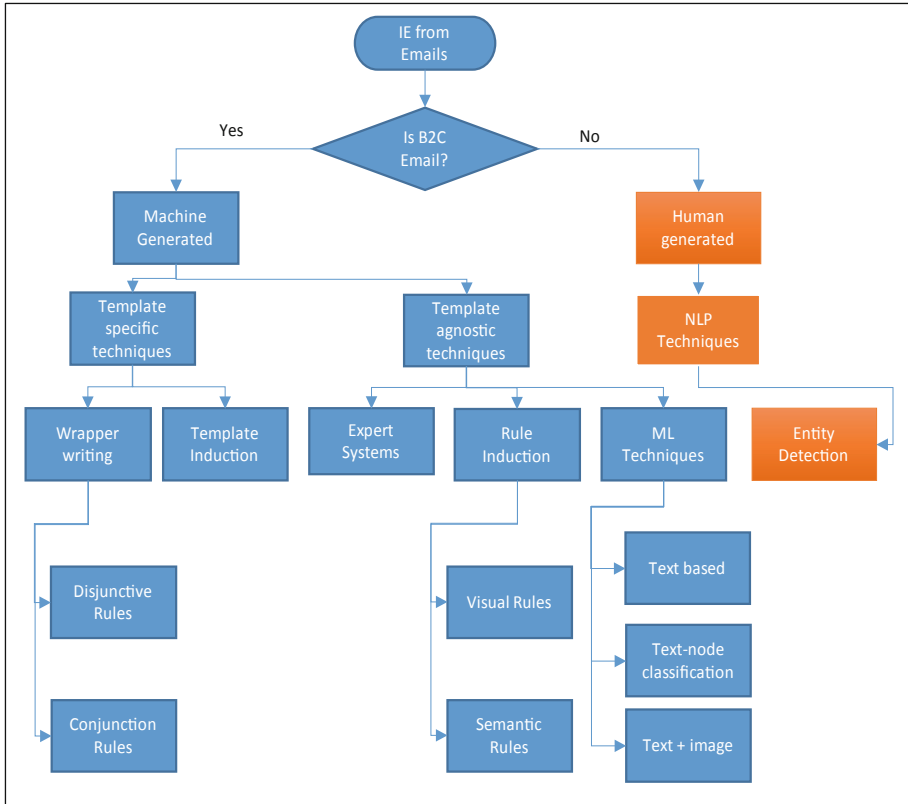 IE from
Emails
Yes
Is B2C
Email?
No
Machine
Generated
Human
generated
Template
specific
techniques
Template
agnostic
techniques
NLP
Techniques
Wrapper
writing
Template
Induction
Expert
Systems
Rule
Induction
ML
Techniques
Entity
Detection
Disjunctive
Rules
Visual Rules
Text based
Text-node
classification
Conjunction
Rules
Semantic
Rules
Text + image